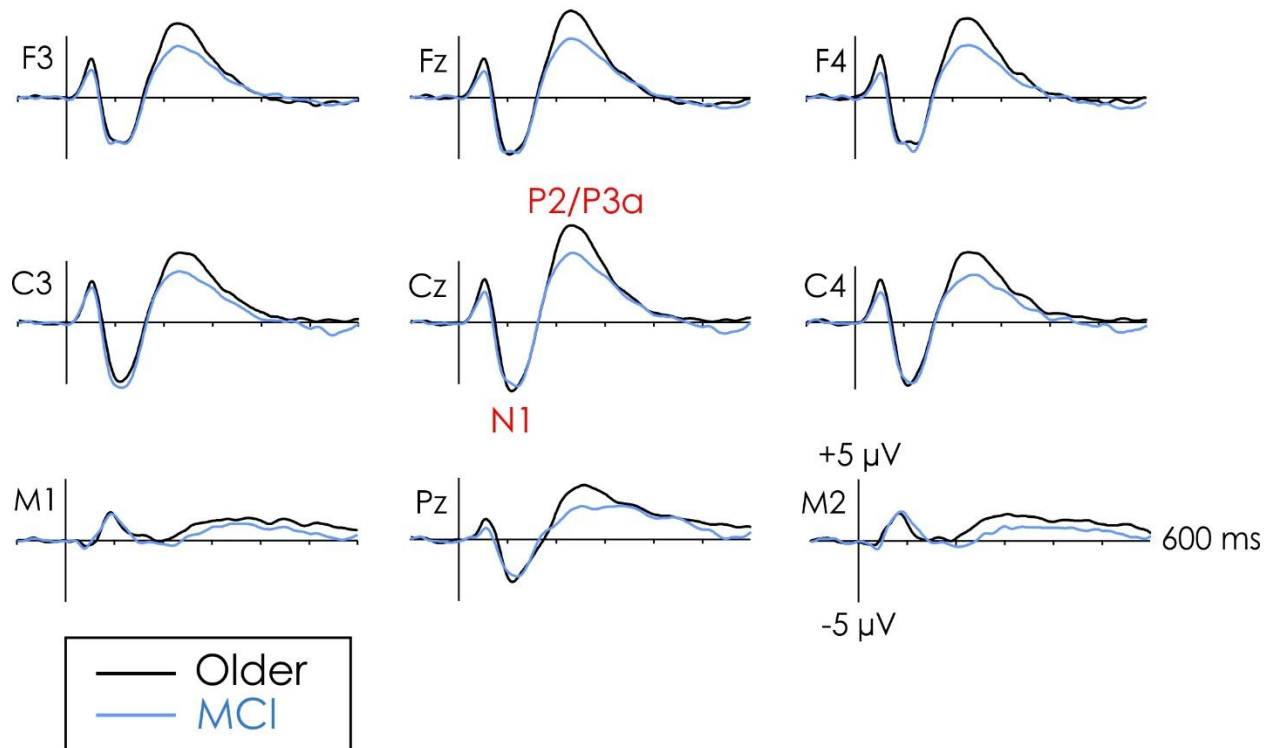 F3
Fz
F4
P2/P3a
C3
Cz
C4
N1
+5 µV
M1
Pz
M2
600 ms
-5 µV
Older
MCI